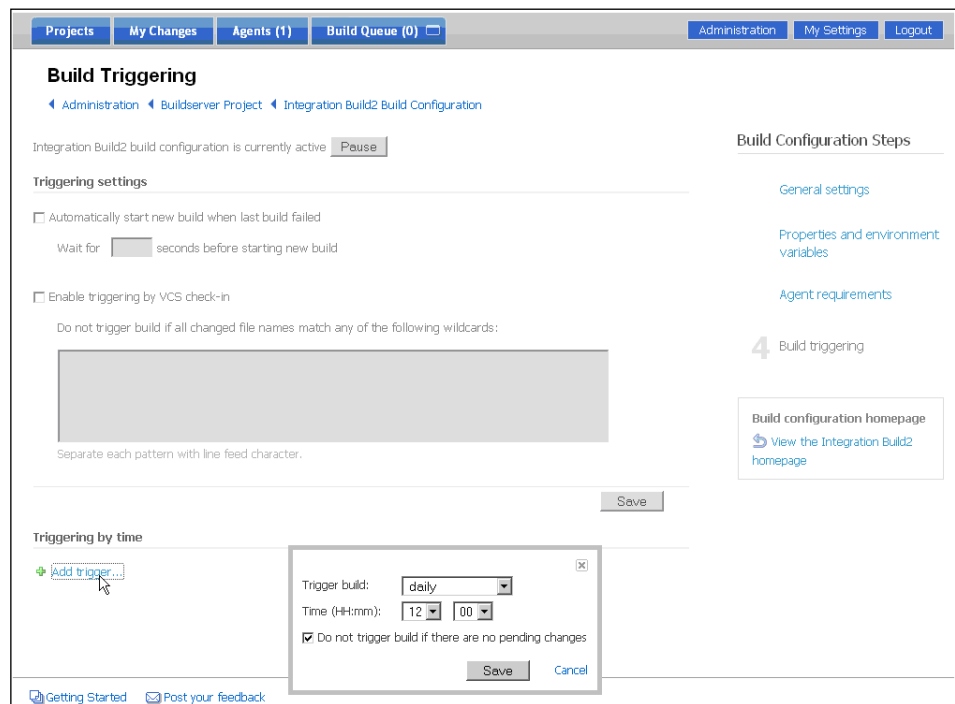 Projects My Changes Agents (1) Build Queue (0) Administration My Settings Logout
Build Triggering
Administration Buildserver Project Integration Build2 Build Configuration
Integration Build2 build configuration is currently active Pause
Triggering settings
Automatically start new build when last build failed
Wait for seconds before starting new build
Enable triggering by VCS check-in
Do not trigger build if all changed file names match any of the following wildcards:
Separate each pattern with line feed character.
Save
Triggering by time
Add trigger...
Trigger build: daily
Time (HH:mm): 12 00
Do not trigger build if there are no pending changes
Save Cancel
Build Configuration Steps
General settings
Properties and environment
variables
Agent requirements
4 Build triggering
Build configuration homepage
View the Integration Build2
homepage
Getting Started Post your feedback